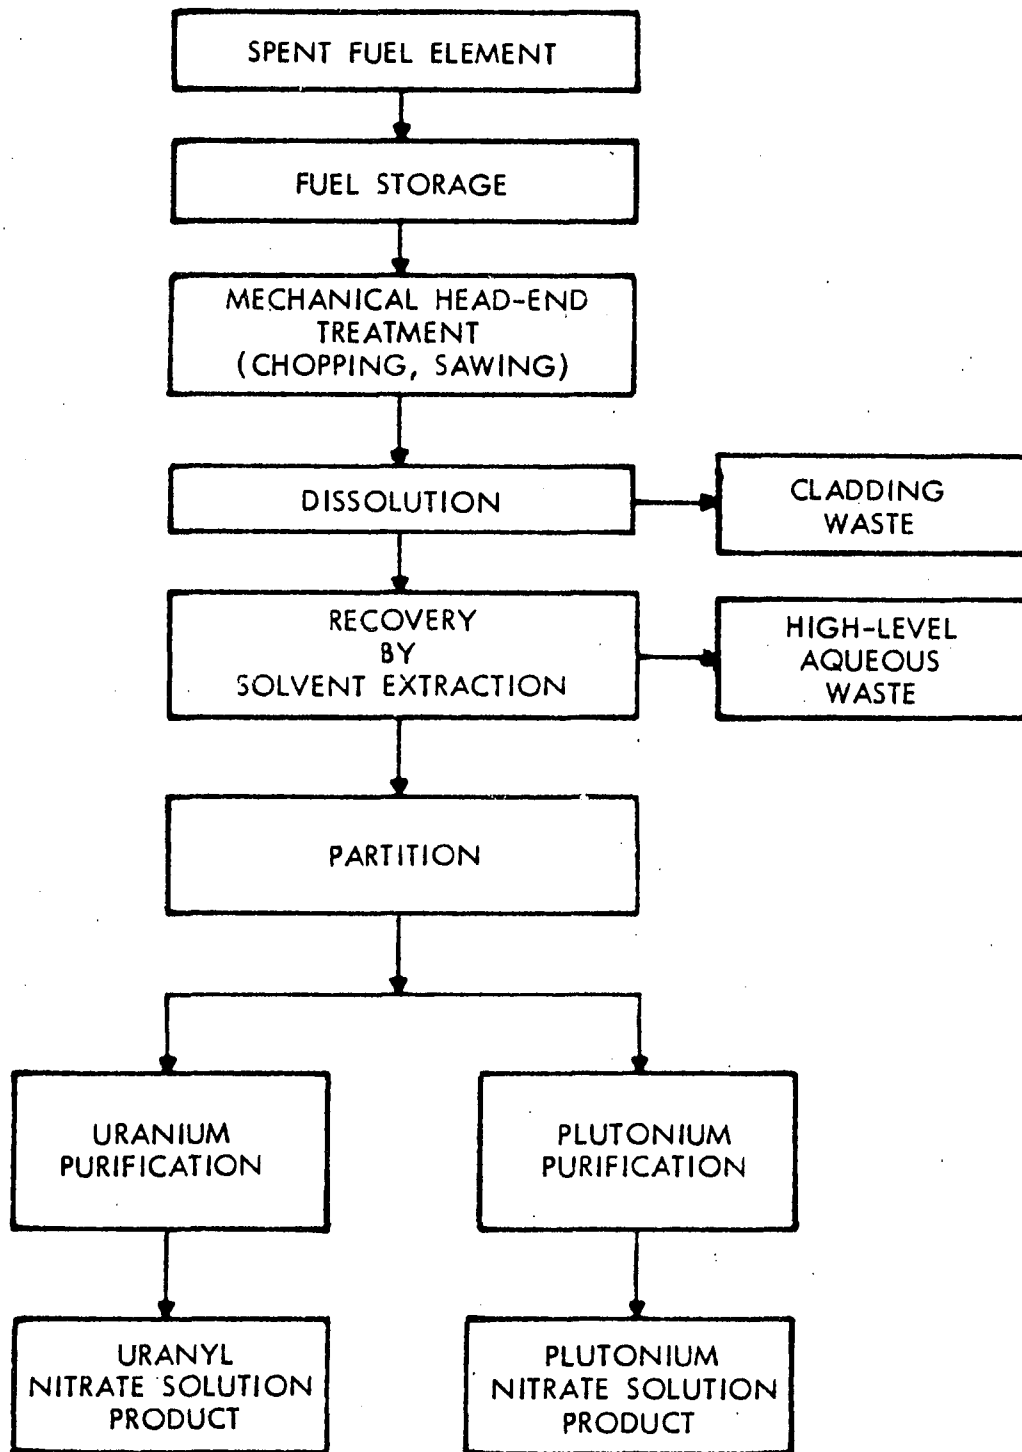 SPENT FUEL ELEMENT
FUEL STORAGE
MECHANICAL HEAD-END
TREATMENT
(CHOPPING, SAWING)
DISSOLUTION
CLADDING
WASTE
RECOVERY
BY
SOLVENT EXTRACTION
HIGH-LEVEL
AQUEOUS
WASTE
PARTITION
URANIUM
PURIFICATION
PLUTONIUM
PURIFICATION
URANYL
NITRATE SOLUTION
PRODUCT
PLUTONIUM
NITRATE SOLUTION
PRODUCT